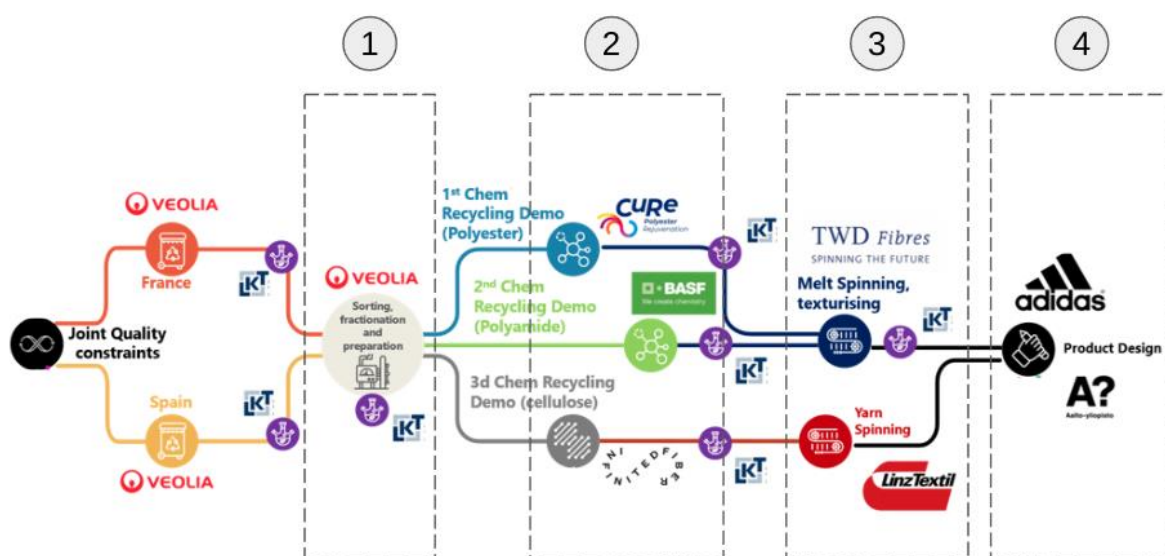 1
2
3
4
VEOLIA
France
LKT
Joint Quality
constraints
Spain
LKT
VEOLIA
VEOLIA
Sorting,
fractionation
and
preparation
LKT
1st Chem
Recycling Demo
(Polyester)
CuRe
Polyester
Rejuvenation
LKT
2nd Chem
Recycling Demo
(Polyamide)
BASF
We create chemistry
LKT
3d Chem Recycling
Demo (cellulose)
INFINITED FIBER
LKT
TWD Fibres
SPINNING THE FUTURE
Melt Spinning,
texturising
LKT
Yarn
Spinning
LinzTextil
adidas
Product Design
A?
Aalto-yliopisto